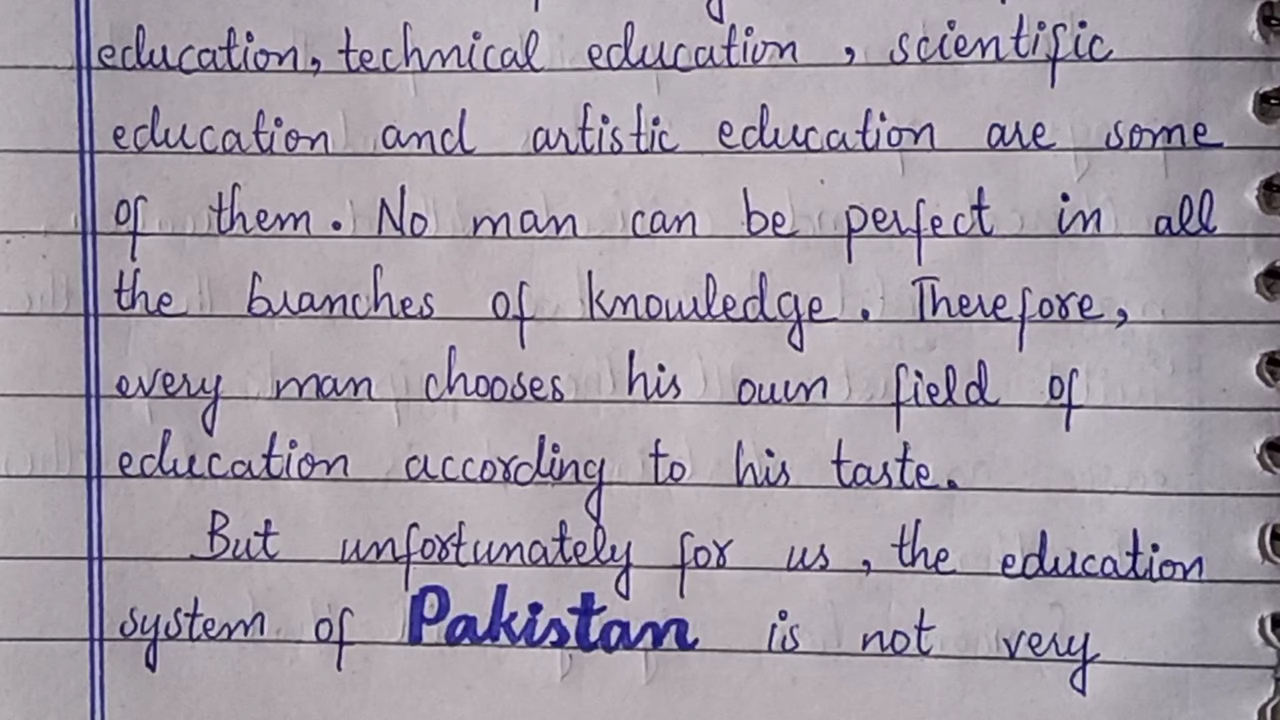 education, technical education, scientific
education and artistic education are some
of them. No man can be perfect in all
the branches of knowledge. Therefore,
every man chooses his own field of
education according to his taste.
But unfortunately for us, the education
system of Pakistan is not very